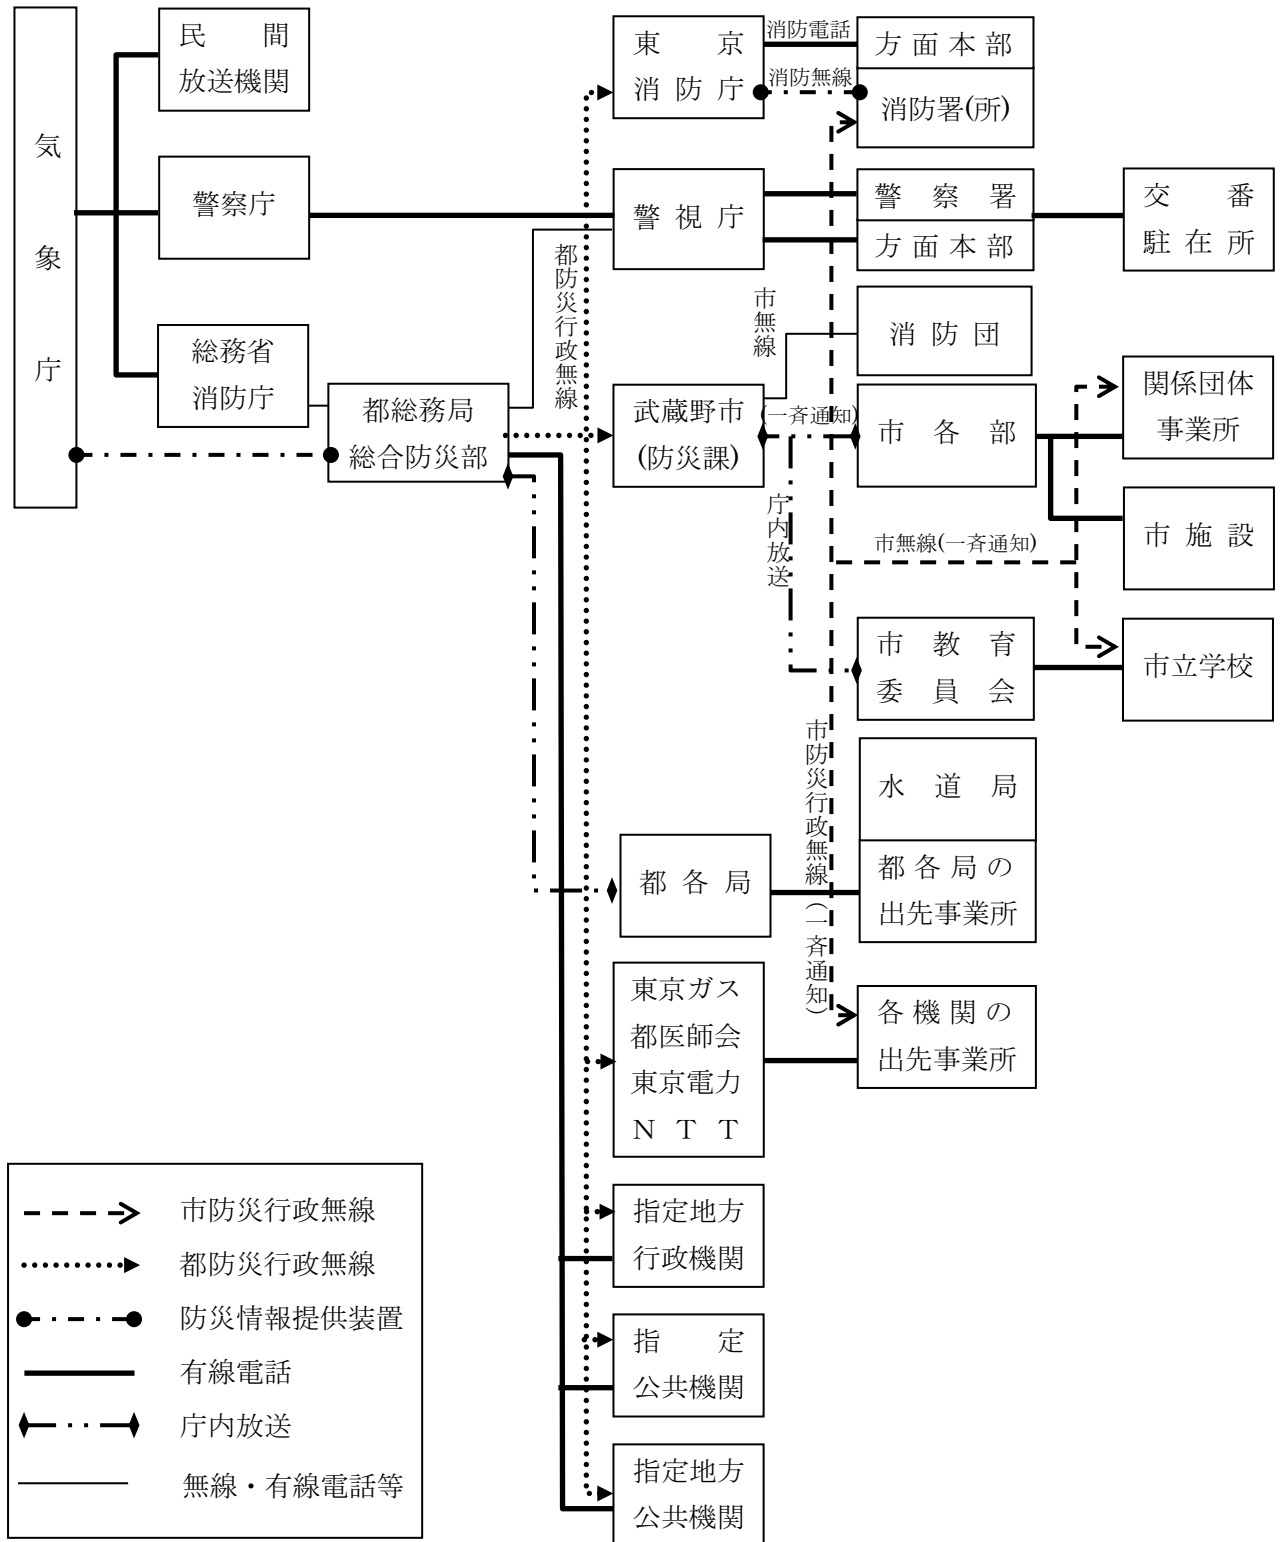 気象庁
民間
放送機関
警察庁
総務省
消防庁
都総務局
総合防災部
都防災行政無線
東京
消防庁
消防電話
消防無線
方面本部
消防署(所)
警視庁
警察署
方面本部
交番
駐在所
市無線
消防団
武蔵野市
(防災課)
(一斉通知)
市各部
関係団体
事業所
庁内放送
市無線(一斉通知)
市施設
市教育
委員会
市立学校
市防災行政無線(一斉通知)
水道局
都各局
都各局の
出先事業所
東京ガス
都医師会
東京電力
NTT
各機関の
出先事業所
指定地方
行政機関
指定
公共機関
指定地方
公共機関
市防災行政無線
都防災行政無線
防災情報提供装置
有線電話
庁内放送
無線・有線電話等